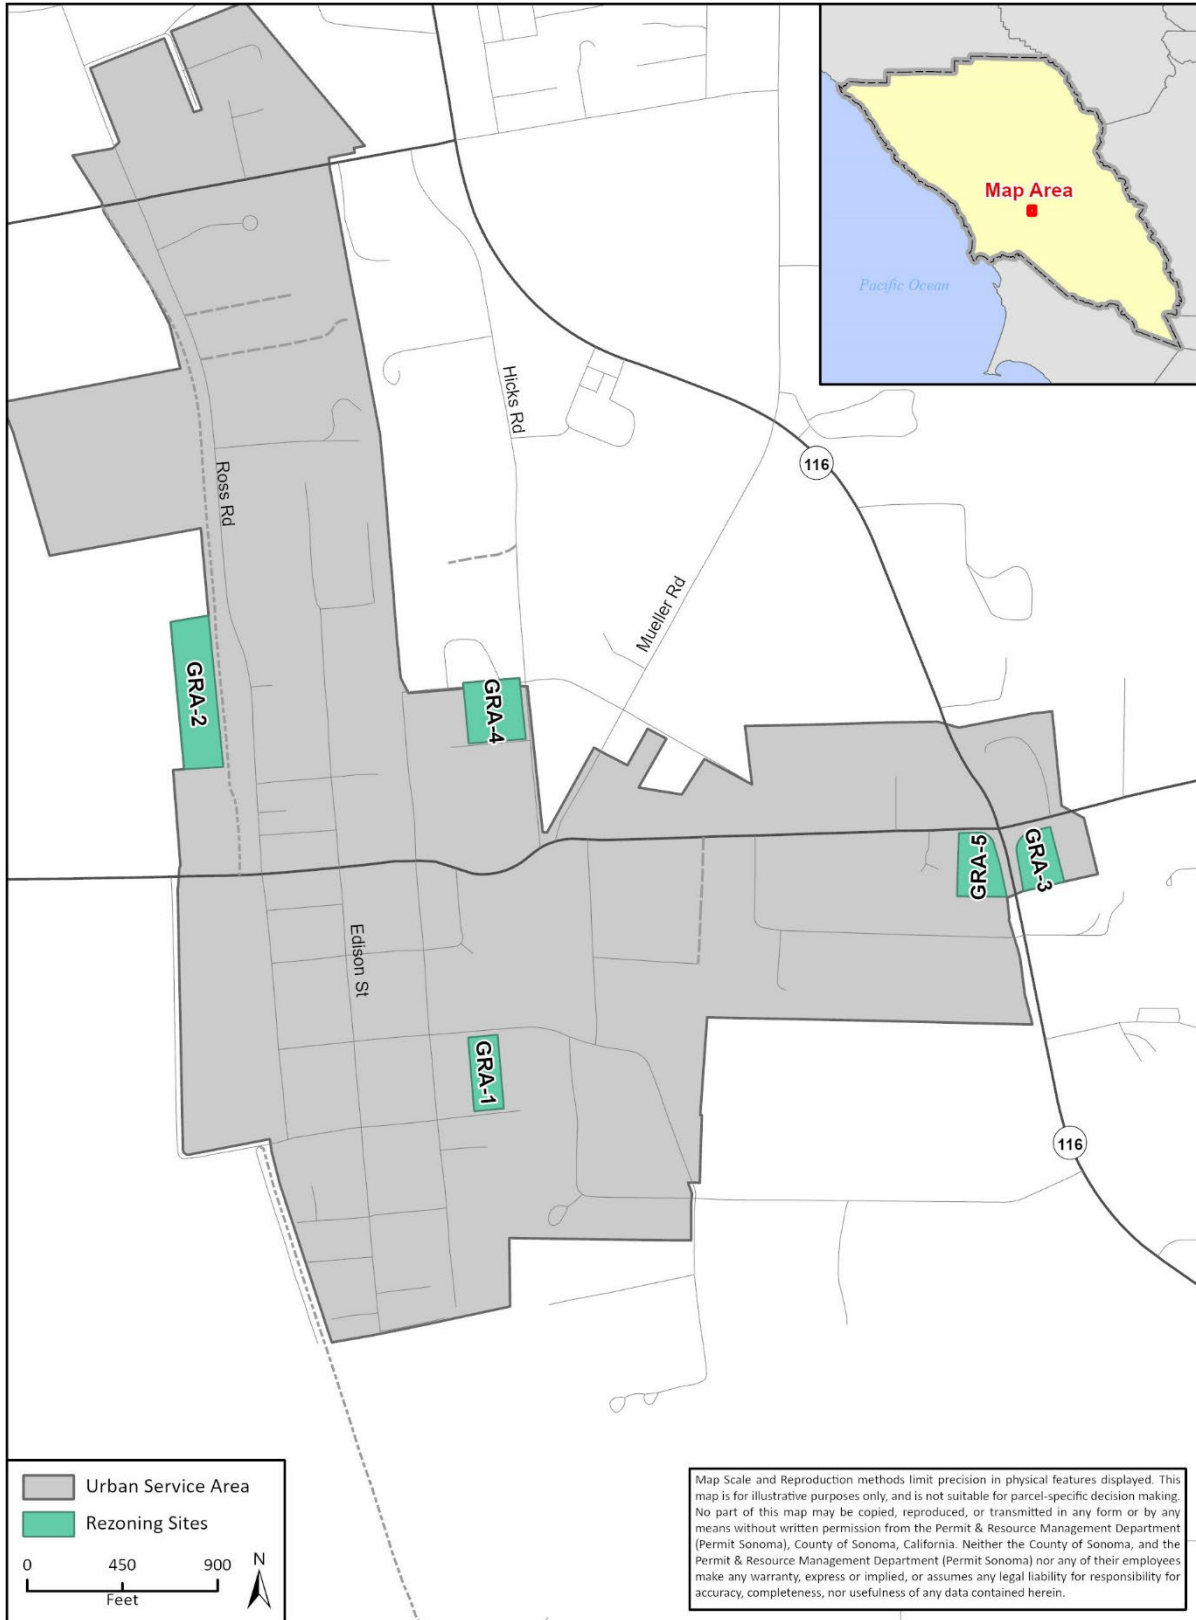 Map Area
Pacific Ocean
Hicks Rd
116
Ross Rd
Mueller Rd
GRA-2
GRA-4
GRA-5
GRA-3
Edison St
GRA-1
116
Urban Service Area
Rezoning Sites
0 450 900
Feet
N
Map Scale and Reproduction methods limit precision in physical features displayed. This
map is for illustrative purposes only, and is not suitable for parcel-specific decision making.
No part of this map may be copied, reproduced, or transmitted in any form or by any
means without written permission from the Permit & Resource Management Department
(Permit Sonoma), County of Sonoma, California. Neither the County of Sonoma, and the
Permit & Resource Management Department (Permit Sonoma) nor any of their employees
make any warranty, express or implied, or assumes any legal liability for responsibility for
accuracy, completeness, nor usefulness of any data contained herein.